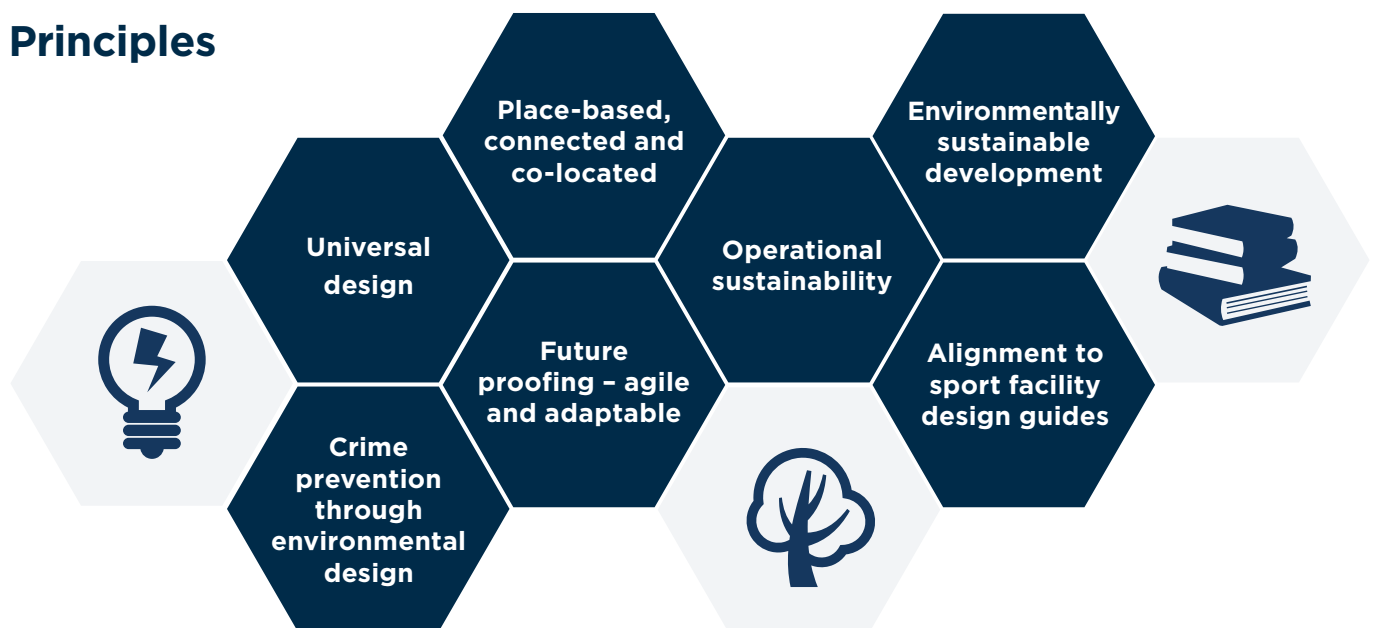 Principles
Place-based,
connected and
co-located
Environmentally
sustainable
development
Universal
design
Operational
sustainability
Future
proofing – agile
and adaptable
Alignment to
sport facility
design guides
Crime
prevention
through
environmental
design